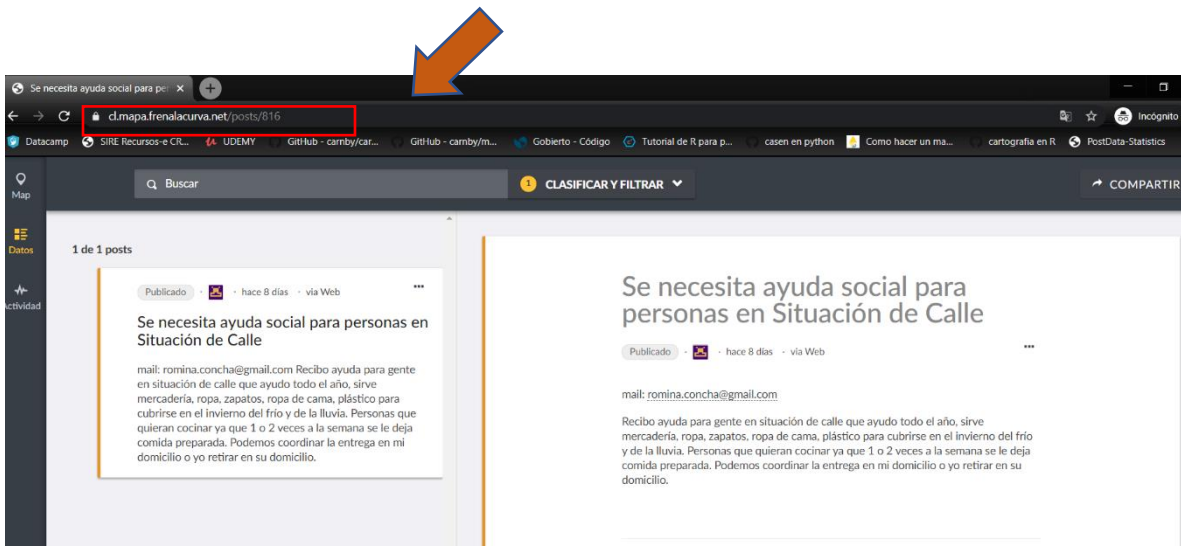 Se necesita ayuda social para per
cl.mapa.frenalacurva.net/posts/816
Incógnito
Datacamp
SIRE Recursos-e CR...
UDEMY
GitHub - carnby/car...
GitHub - carnby/m...
Gobierto - Código
Tutorial de R para p...
casen en python
Como hacer un ma...
cartografia en R
PostData-Statistics
Map
Buscar
1 CLASIFICAR Y FILTRAR
COMPARTIR
Datos
Actividad
1 de 1 posts
Publicado · hace 8 días · via Web ...
Se necesita ayuda social para personas en
Situación de Calle
mail: romina.concha@gmail.com Recibo ayuda para gente
en situación de calle que ayudo todo el año, sirve
mercadería, ropa, zapatos, ropa de cama, plástico para
cubrirse en el invierno del frío y de la lluvia. Personas que
quieran cocinar ya que 1 o 2 veces a la semana se le deja
comida preparada. Podemos coordinar la entrega en mi
domicilio o yo retirar en su domicilio.
Se necesita ayuda social para
personas en Situación de Calle
Publicado · hace 8 días · via Web ...
mail: romina.concha@gmail.com
Recibo ayuda para gente en situación de calle que ayudo todo el año, sirve
mercadería, ropa, zapatos, ropa de cama, plástico para cubrirse en el invierno del frío
y de la lluvia. Personas que quieran cocinar ya que 1 o 2 veces a la semana se le deja
comida preparada. Podemos coordinar la entrega en mi domicilio o yo retirar en su
domicilio.